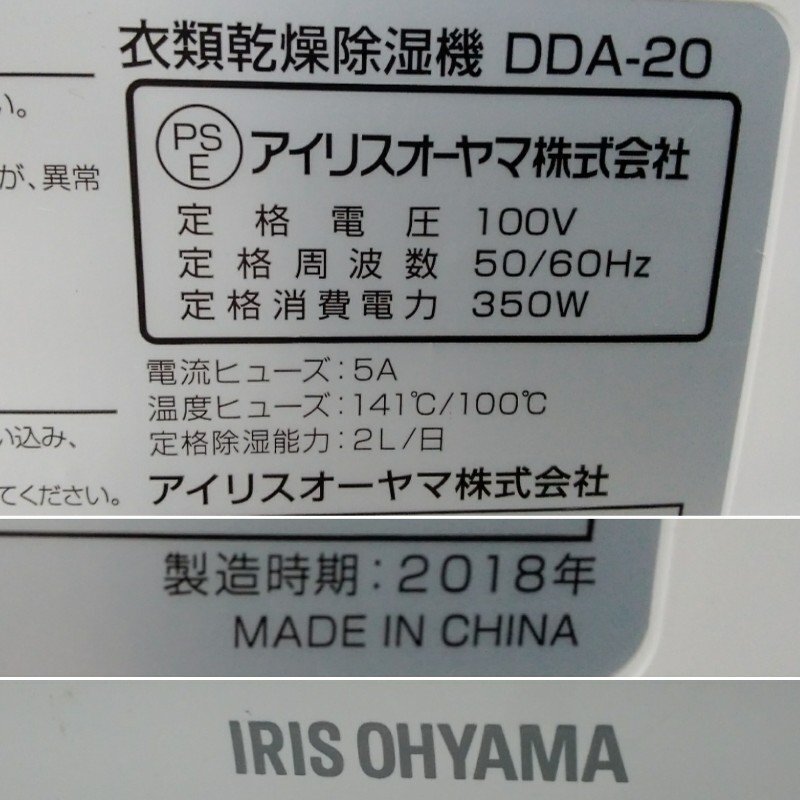 衣類乾燥除湿機 DDA-20
い。
が、異常
PS
E
アイリスオーヤマ株式会社
定格電圧 100V
定格周波数 50/60Hz
定格消費電力 350W
電流ヒューズ:5A
温度ヒューズ:141℃/100℃
い込み、
定格除湿能力:2L/日
てください。
アイリスオーヤマ株式会社
製造時期:2018年
MADE IN CHINA
IRIS OHYAMA